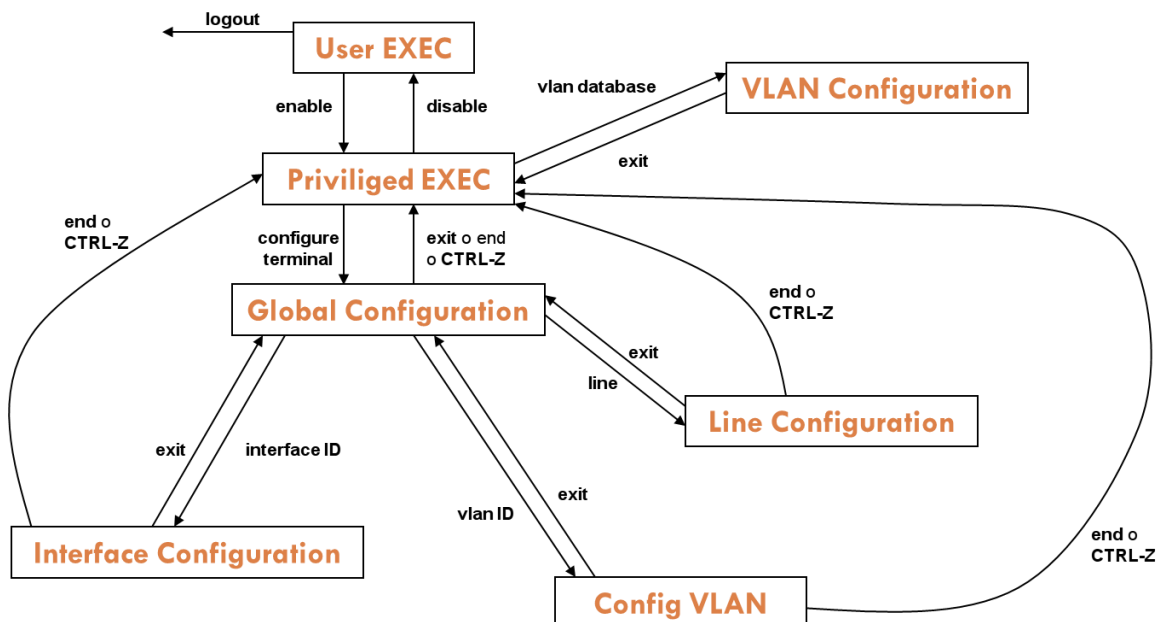 logout
User EXEC
enable
disable
vlan database
VLAN Configuration
exit
Priviliged EXEC
end o
CTRL-Z
configure
terminal
exit o end
o CTRL-Z
Global Configuration
end o
CTRL-Z
exit
line
Line Configuration
exit
interface ID
vlan ID
exit
Interface Configuration
end o
CTRL-Z
Config VLAN